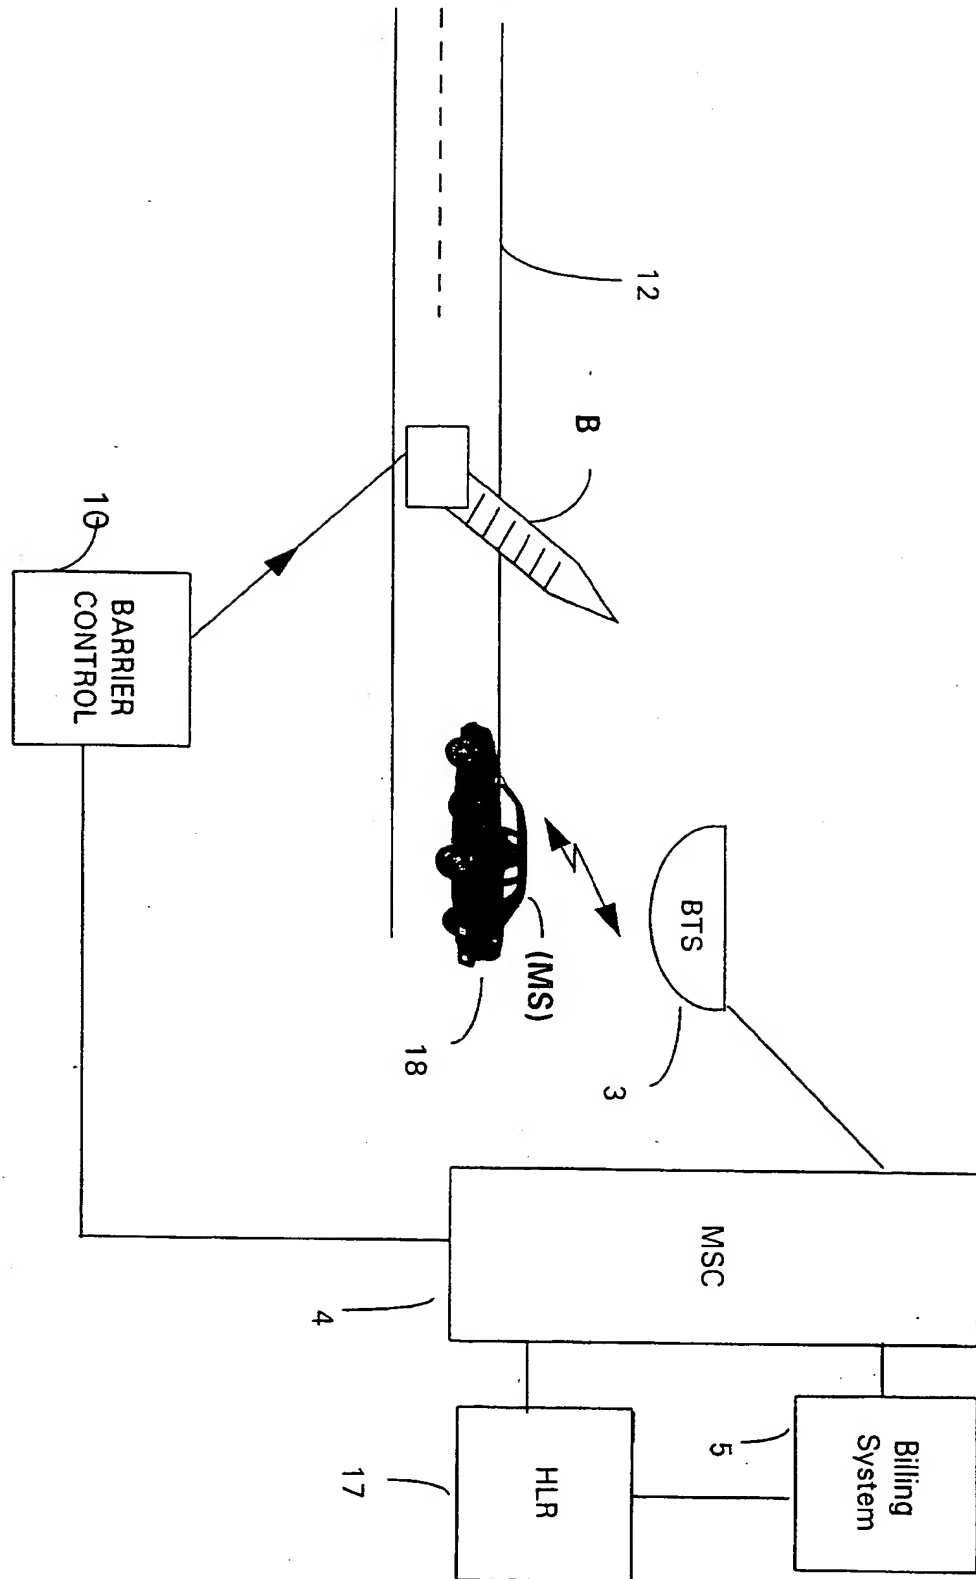 12
B
10
BARRIER
CONTROL
BTS
3
(MS)
18
MSC
4
Billing
System
5
HLR
17